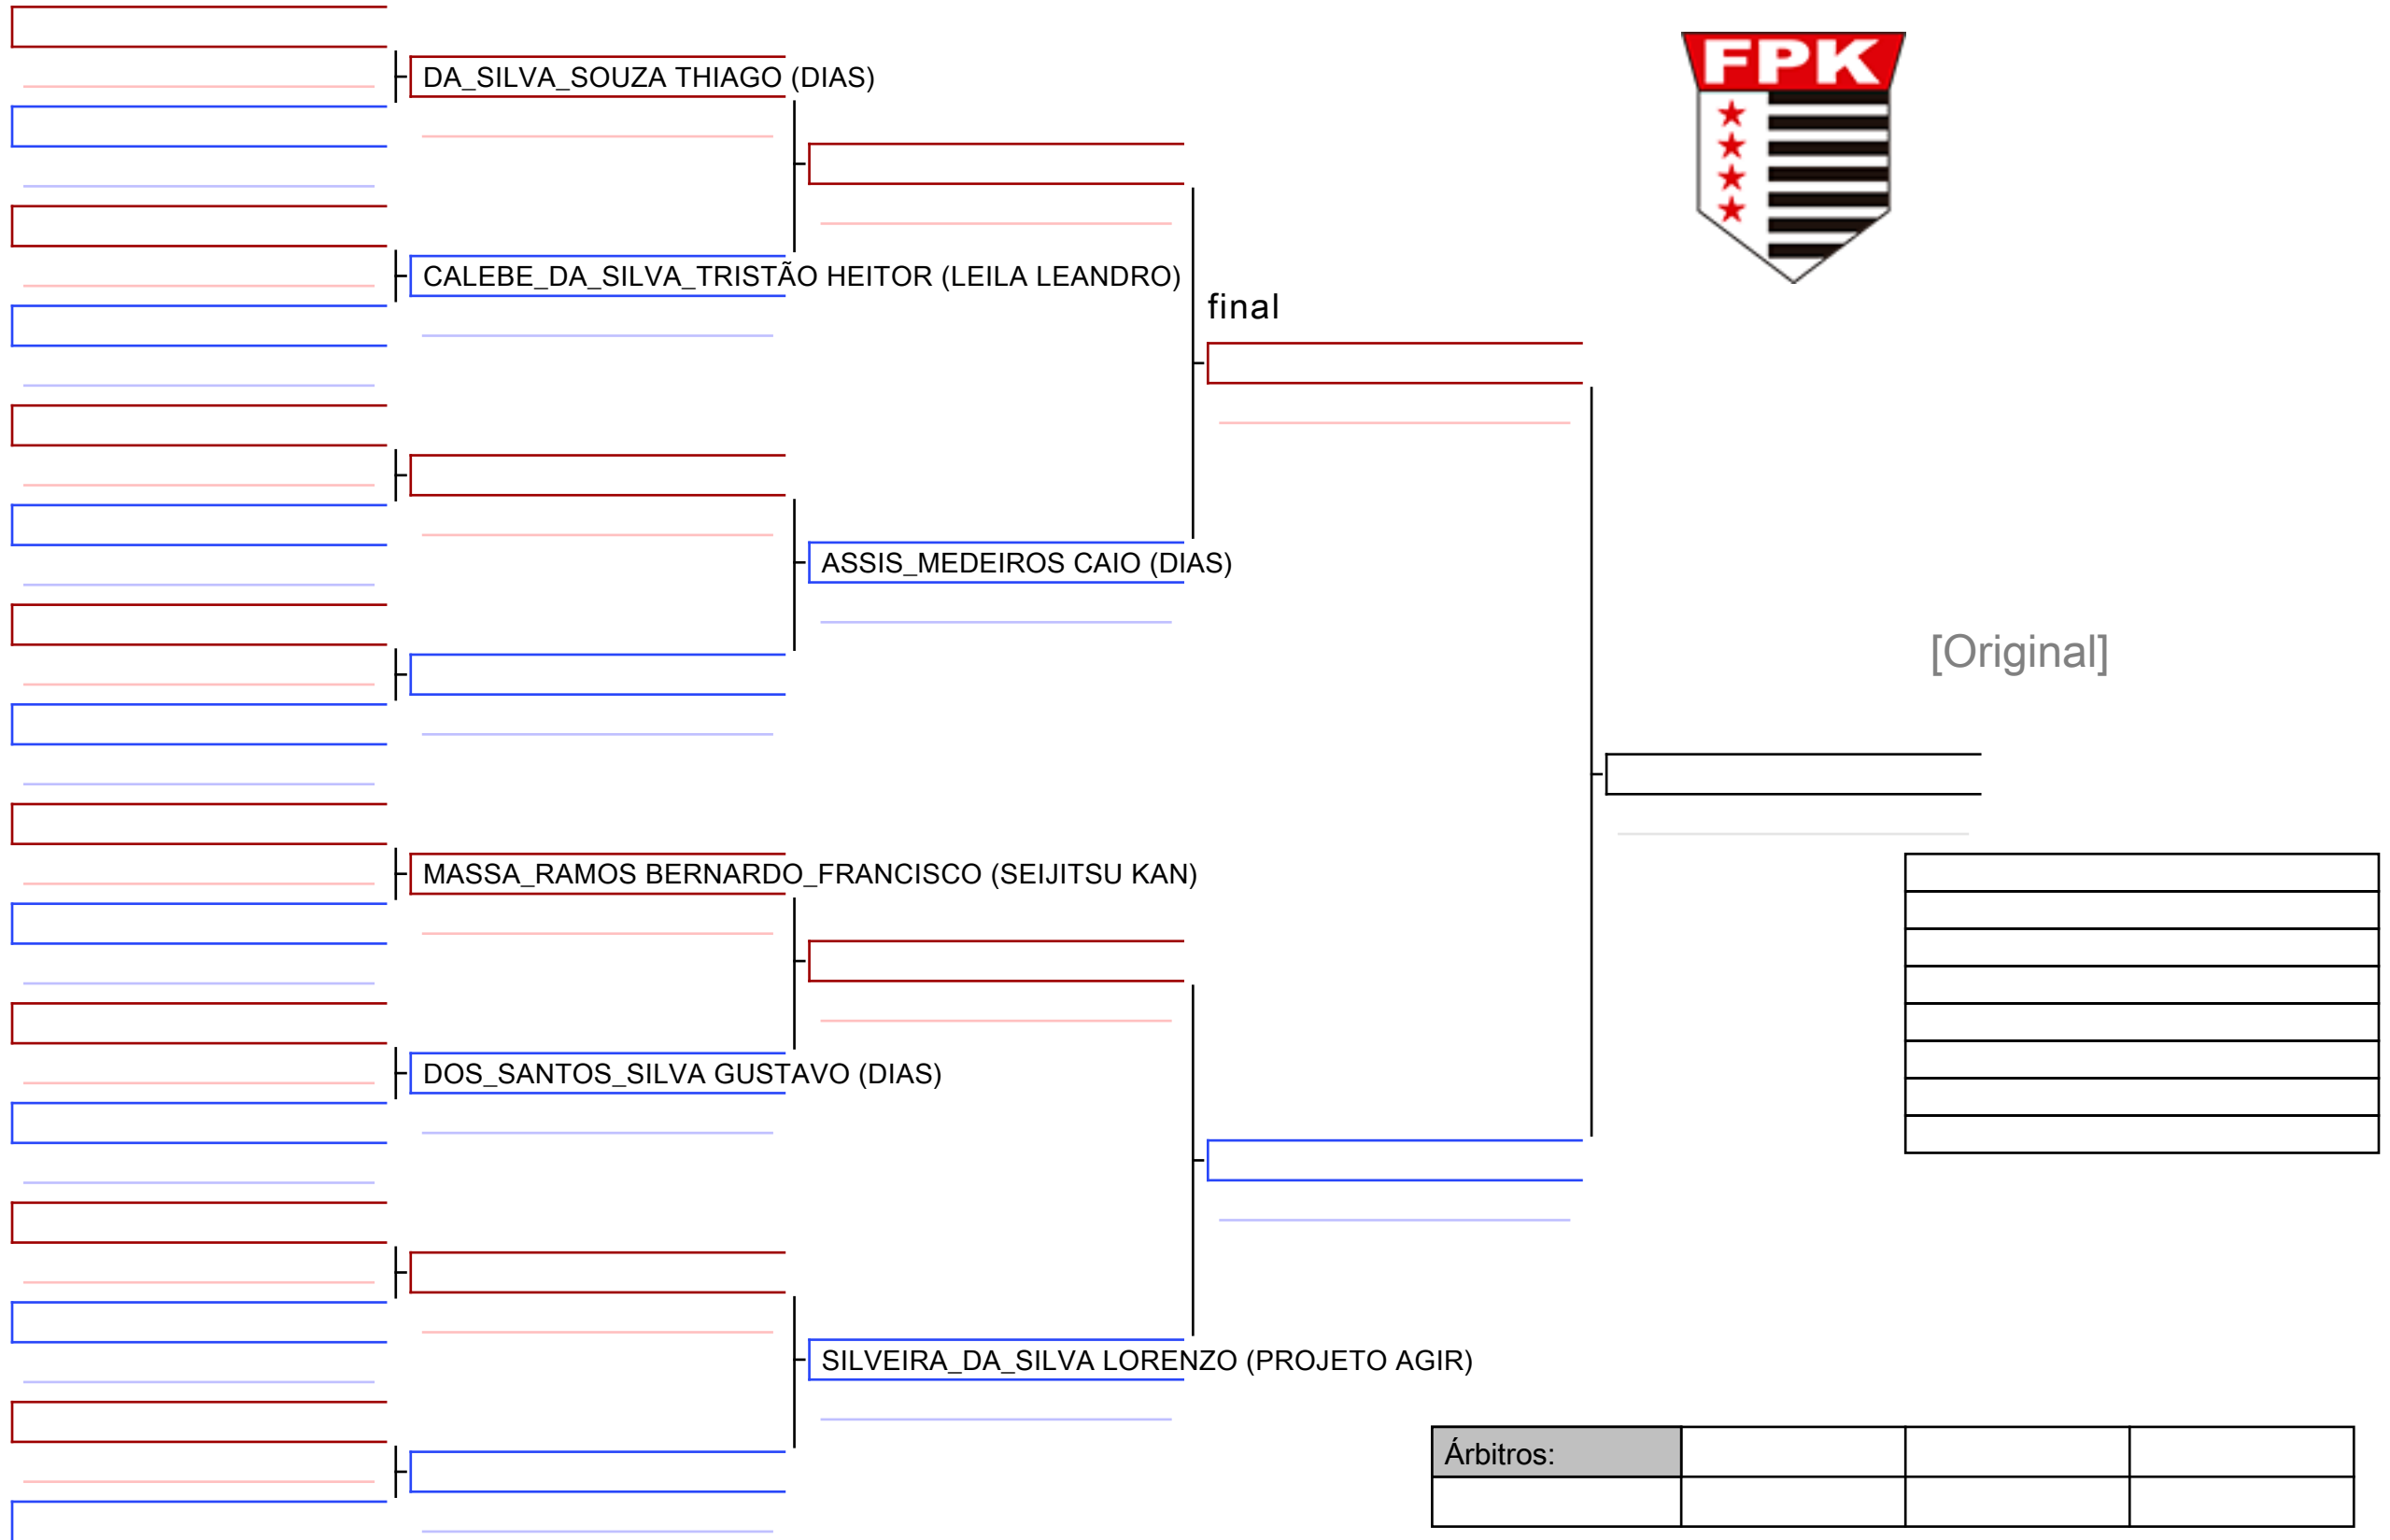 FPK
DA_SILVA_SOUZA THIAGO (DIAS)
CALEBE_DA_SILVA_TRISTÃO HEITOR (LEILA LEANDRO)
final
ASSIS_MEDEIROS CAIO (DIAS)
[Original]
MASSA_RAMOS BERNARDO_FRANCISCO (SEIJITSU KAN)
DOS_SANTOS_SILVA GUSTAVO (DIAS)
SILVEIRA_DA_SILVA LORENZO (PROJETO AGIR)
Árbitros: